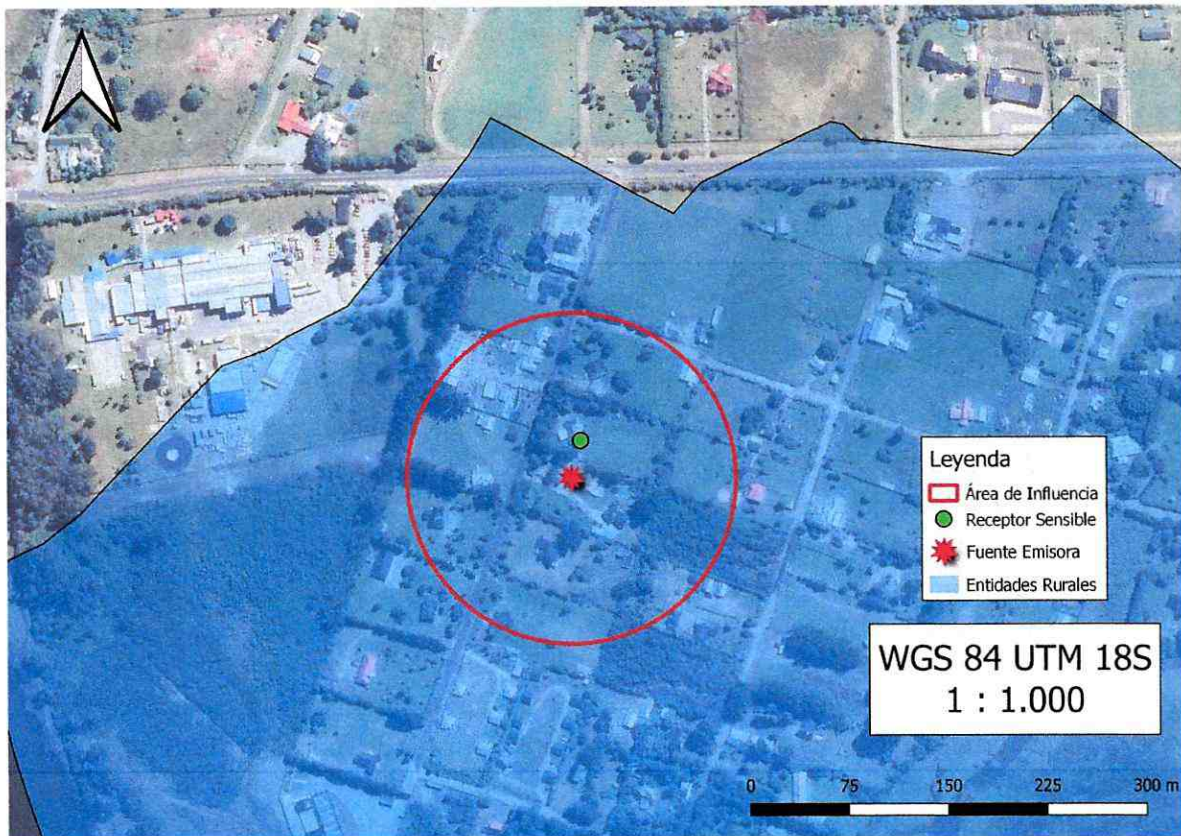 Leyenda
Área de Influencia
Receptor Sensible
Fuente Emisora
Entidades Rurales
WGS 84 UTM 18S
1 : 1.000
0 75 150 225 300 m